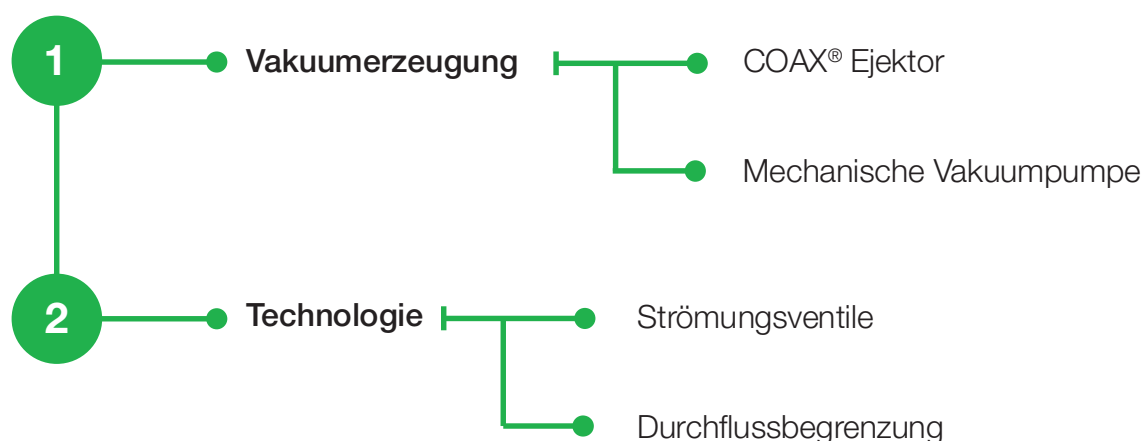 1
Vakuumerzeugung
COAX® Ejektor
Mechanische Vakuumpumpe
2
Technologie
Strömungsventile
Durchflussbegrenzung